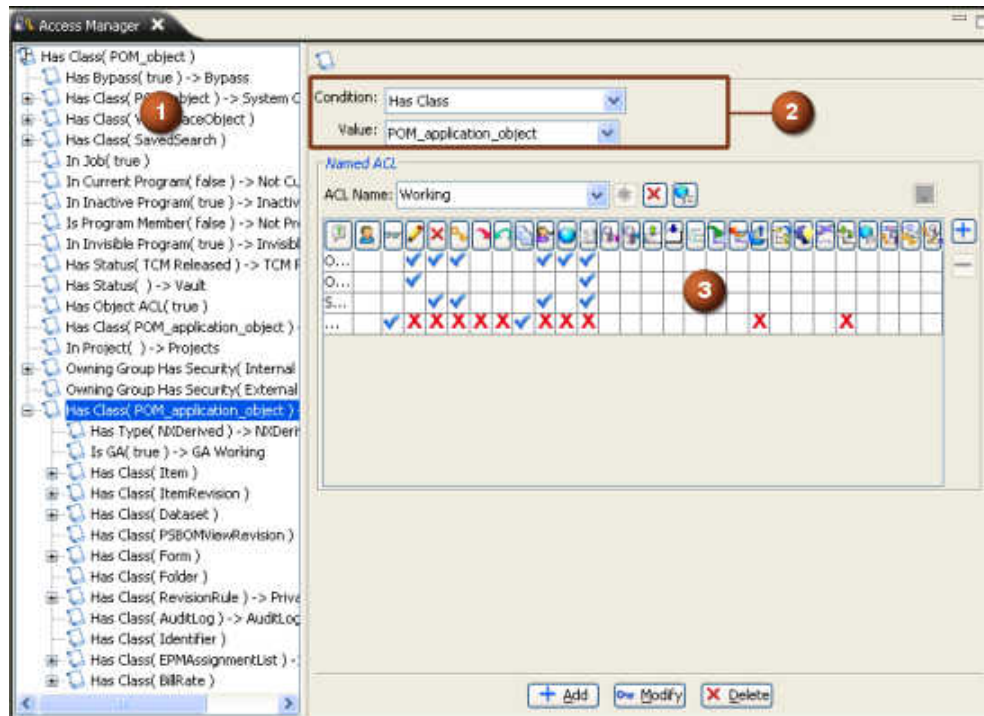 Access Manager
Has Class( POM_object )
Has Bypass( true ) -> Bypass
Has Class( P ject ) -> System C
Has Class( aceObject )
Has Class( SavedSearch )
In Job( true )
In Current Program( false ) -> Not Cu
In Inactive Program( true ) -> Inactiv
Is Program Member( false ) -> Not Pr
In Invisible Program( true ) -> Invisibl
Has Status( TCM Released ) -> TCM F
Has Status( ) -> Vault
Has Object ACL( true )
Has Class( POM_application_object )
In Project( ) -> Projects
Owning Group Has Security( Internal
Owning Group Has Security( External
Has Class( POM_application_object )
Has Type( NXDerived ) -> NXDeri
Is GA( true ) -> GA Working
Has Class( Item )
Has Class( ItemRevision )
Has Class( Dataset )
Has Class( PSBOMViewRevision )
Has Class( Form )
Has Class( Folder )
Has Class( RevisionRule ) -> Priva
Has Class( AuditLog ) -> AuditLog
Has Class( Identifier )
Has Class( EPMAssignmentList ) -
Has Class( BillRate )
1
Condition: Has Class
Value: POM_application_object
2
Named ACL
ACL Name: Working
O...
O...
S...
...
3
Add Modify Delete